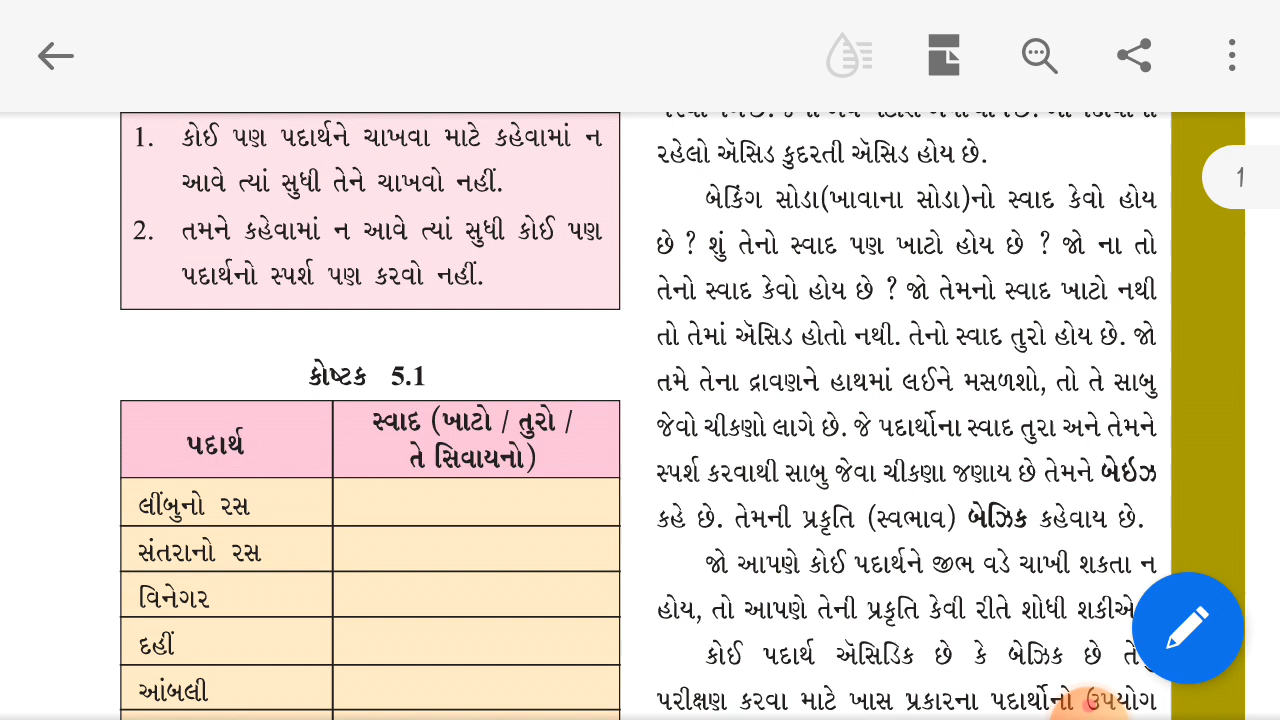 1. કોઈ પણ પદાર્થને ચાખવા માટે કહેવામાં ન
આવે ત્યાં સુધી તેને ચાખવો નહીં.
2. તમને કહેવામાં ન આવે ત્યાં સુધી કોઈ પણ
પદાર્થનો સ્પર્શ પણ કરવો નહીં.
કોષ્ટક 5.1
પદાર્થ
સ્વાદ (ખાટો / તુરો /
તે સિવાયનો)
લીંબુનો રસ
સંતરાનો રસ
વિનેગર
દહીં
આંબલી
રહેલો ઍસિડ કુદરતી ઍસિડ હોય છે.
બેકિંગ સોડા(ખાવાના સોડા)નો સ્વાદ કેવો હોય
છે ? શું તેનો સ્વાદ પણ ખાટો હોય છે ? જો ના તો
તેનો સ્વાદ કેવો હોય છે ? જો તેમનો સ્વાદ ખાટો નથી
તો તેમાં ઍસિડ હોતો નથી. તેનો સ્વાદ તુરો હોય છે. જો
તમે તેના દ્રાવણને હાથમાં લઈને મસળશો, તો તે સાબુ
જેવો ચીકણો લાગે છે. જે પદાર્થોના સ્વાદ તુરા અને તેમને
સ્પર્શ કરવાથી સાબુ જેવા ચીકણા જણાય છે તેમને બેઇઝ
કહે છે. તેમની પ્રકૃતિ (સ્વભાવ) બેઝિક કહેવાય છે.
જો આપણે કોઈ પદાર્થને જીભ વડે ચાખી શકતા ન
હોય, તો આપણે તેની પ્રકૃતિ કેવી રીતે શોધી શકીએ
કોઈ પદાર્થ ઍસિડિક છે કે બેઝિક છે
પરીક્ષણ કરવા માટે ખાસ પ્રકારના પદાર્થોનો ઉપયોગ
1